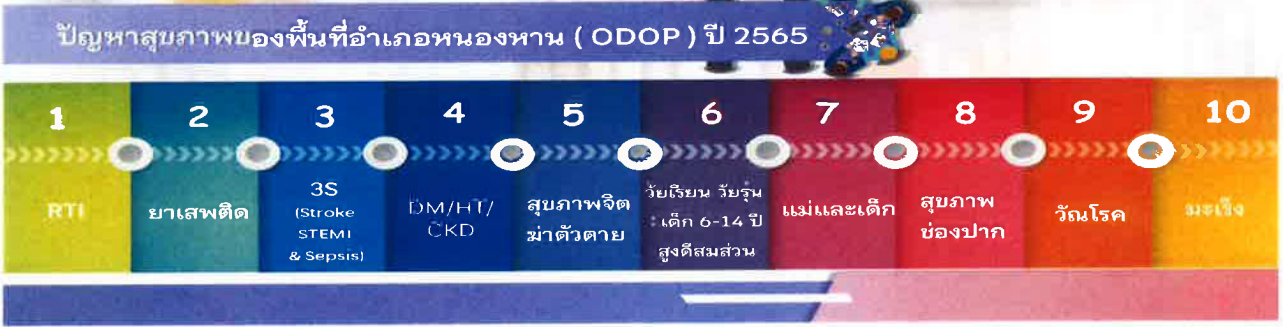 ปัญหาสุขภาพของพื้นที่อำเภอหนองหาน ( ODOP ) ปี 2565
1
RTI
2
ยาเสพติด
3
3S
(Stroke
STEMI
& Sepsis)
4
DM/HT/
CKD
5
สุขภาพจิต
ฆ่าตัวตาย
6
วัยเรียน วัยรุ่น
: เด็ก 6-14 ปี
สูงดีสมส่วน
7
แม่และเด็ก
8
สุขภาพ
ช่องปาก
9
วัณโรค
10
มะเร็ง